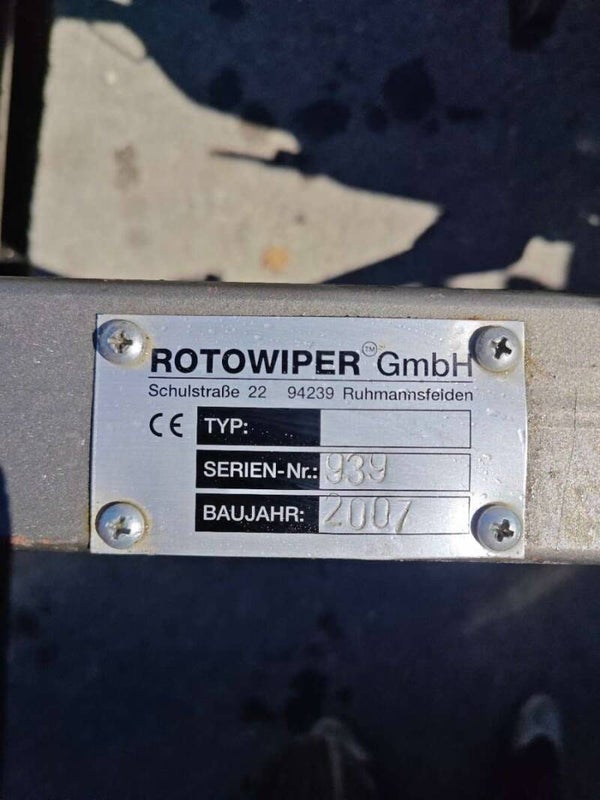 ROTOWIPER™ GmbH
Schulstraße 22 94239 Ruhmannsfelden
CE TYP:
SERIEN-Nr.: 939
BAUJAHR: 2007